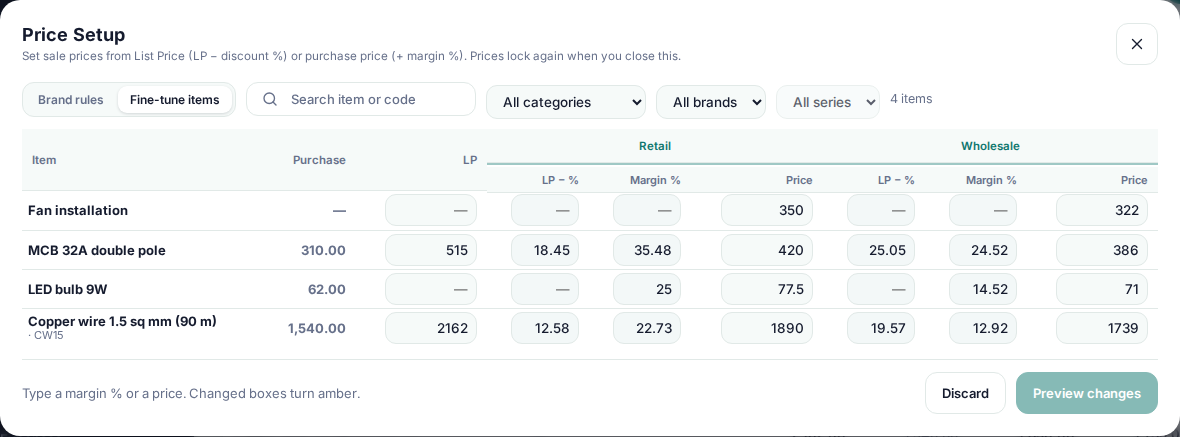 Price Setup
Set sale prices from List Price (LP − discount %) or purchase price (+ margin %). Prices lock again when you close this.
Brand rules Fine-tune items Search item or code All categories All brands All series 4 items
Item Purchase LP Retail Wholesale
LP − % Margin % Price LP − % Margin % Price
Fan installation — — — — 350 — — 322
MCB 32A double pole 310.00 515 18.45 35.48 420 25.05 24.52 386
LED bulb 9W 62.00 — — 25 77.5 — 14.52 71
Copper wire 1.5 sq mm (90 m) 1,540.00 2162 12.58 22.73 1890 19.57 12.92 1739
· CW15
Type a margin % or a price. Changed boxes turn amber. Discard Preview changes